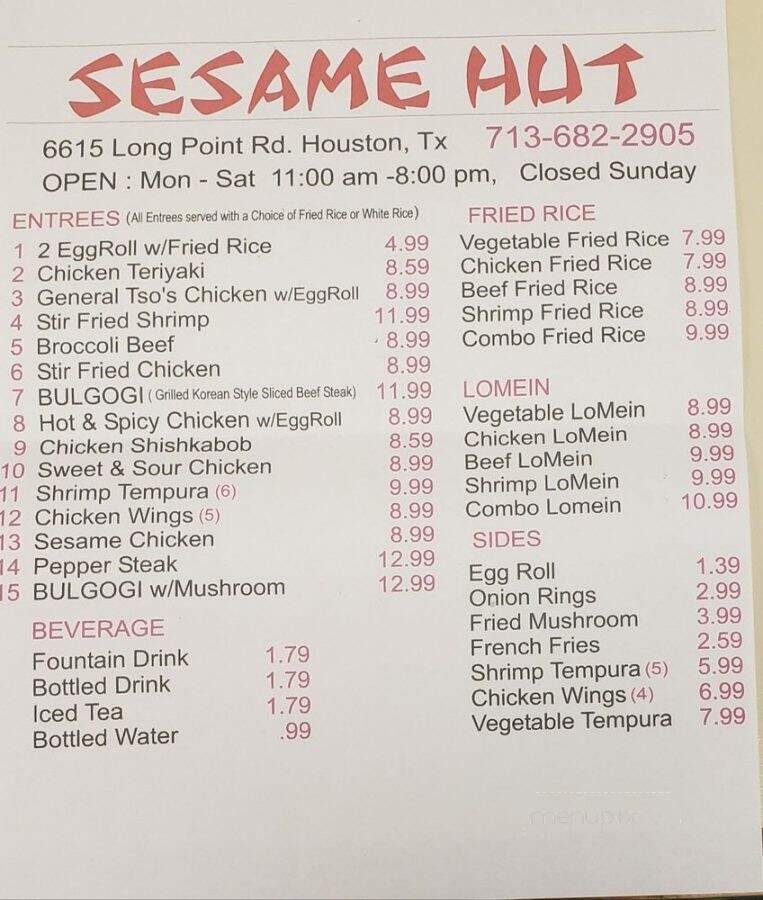 SESAME HUT
6615 Long Point Rd. Houston, Tx 713-682-2905
OPEN : Mon - Sat 11:00 am -8:00 pm, Closed Sunday
ENTREES (All Entrees served with a Choice of Fried Rice or White Rice)
1 2 EggRoll w/Fried Rice 4.99
2 Chicken Teriyaki 8.59
3 General Tso's Chicken w/EggRoll 8.99
4 Stir Fried Shrimp 11.99
5 Broccoli Beef 8.99
6 Stir Fried Chicken 8.99
7 BULGOGI ( Grilled Korean Style Sliced Beef Steak) 11.99
8 Hot & Spicy Chicken w/EggRoll 8.99
9 Chicken Shishkabob 8.59
10 Sweet & Sour Chicken 8.99
11 Shrimp Tempura (6) 9.99
12 Chicken Wings (5) 8.99
13 Sesame Chicken 8.99
14 Pepper Steak 12.99
15 BULGOGI w/Mushroom 12.99
BEVERAGE
Fountain Drink 1.79
Bottled Drink 1.79
Iced Tea 1.79
Bottled Water .99
FRIED RICE
Vegetable Fried Rice 7.99
Chicken Fried Rice 7.99
Beef Fried Rice 8.99
Shrimp Fried Rice 8.99
Combo Fried Rice 9.99
LOMEIN
Vegetable LoMein 8.99
Chicken LoMein 8.99
Beef LoMein 9.99
Shrimp LoMein 9.99
Combo Lomein 10.99
SIDES
Egg Roll 1.39
Onion Rings 2.99
Fried Mushroom 3.99
French Fries 2.59
Shrimp Tempura (5) 5.99
Chicken Wings (4) 6.99
Vegetable Tempura 7.99